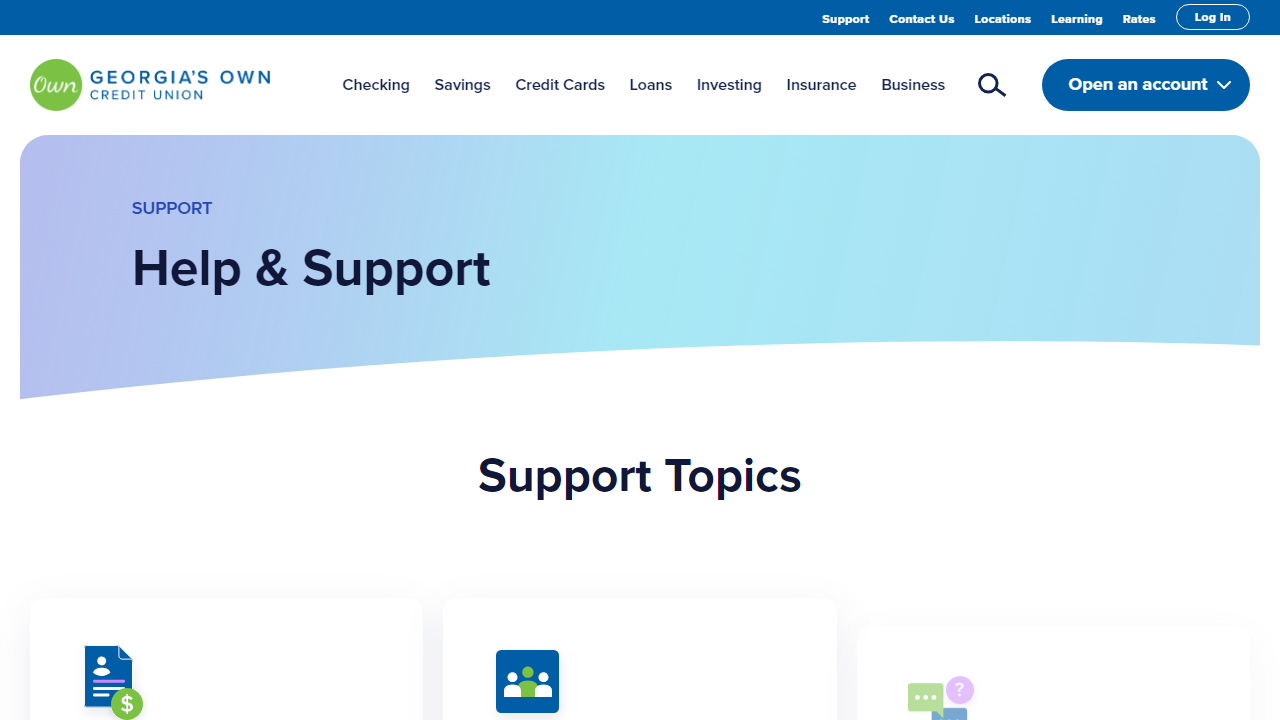 Support Contact Us Locations Learning Rates Log In
Own GEORGIA'S OWN
CREDIT UNION
Checking Savings Credit Cards Loans Investing Insurance Business Open an account
SUPPORT
Help & Support
Support Topics
$
?